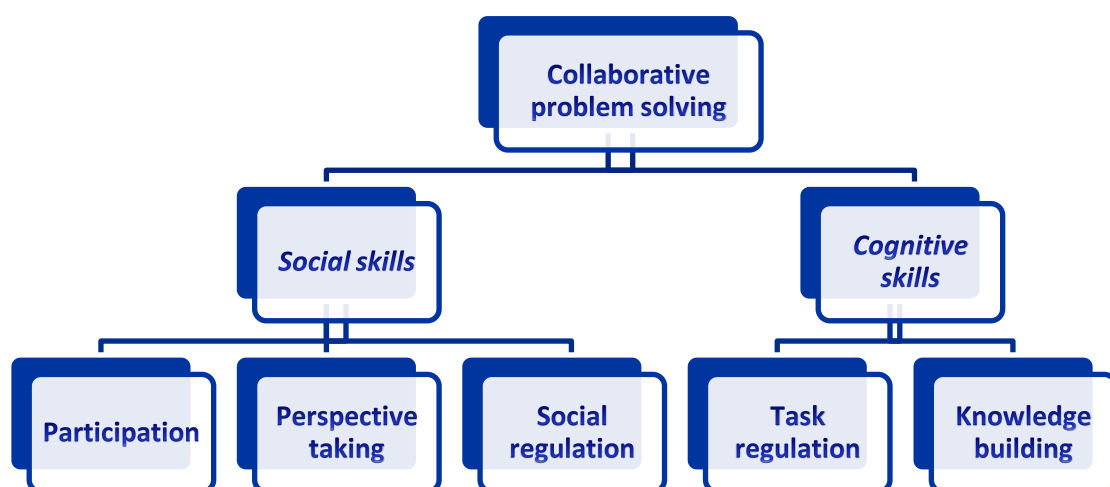 Collaborative
problem solving
Social skills
Cognitive
skills
Participation
Perspective
taking
Social
regulation
Task
regulation
Knowledge
building